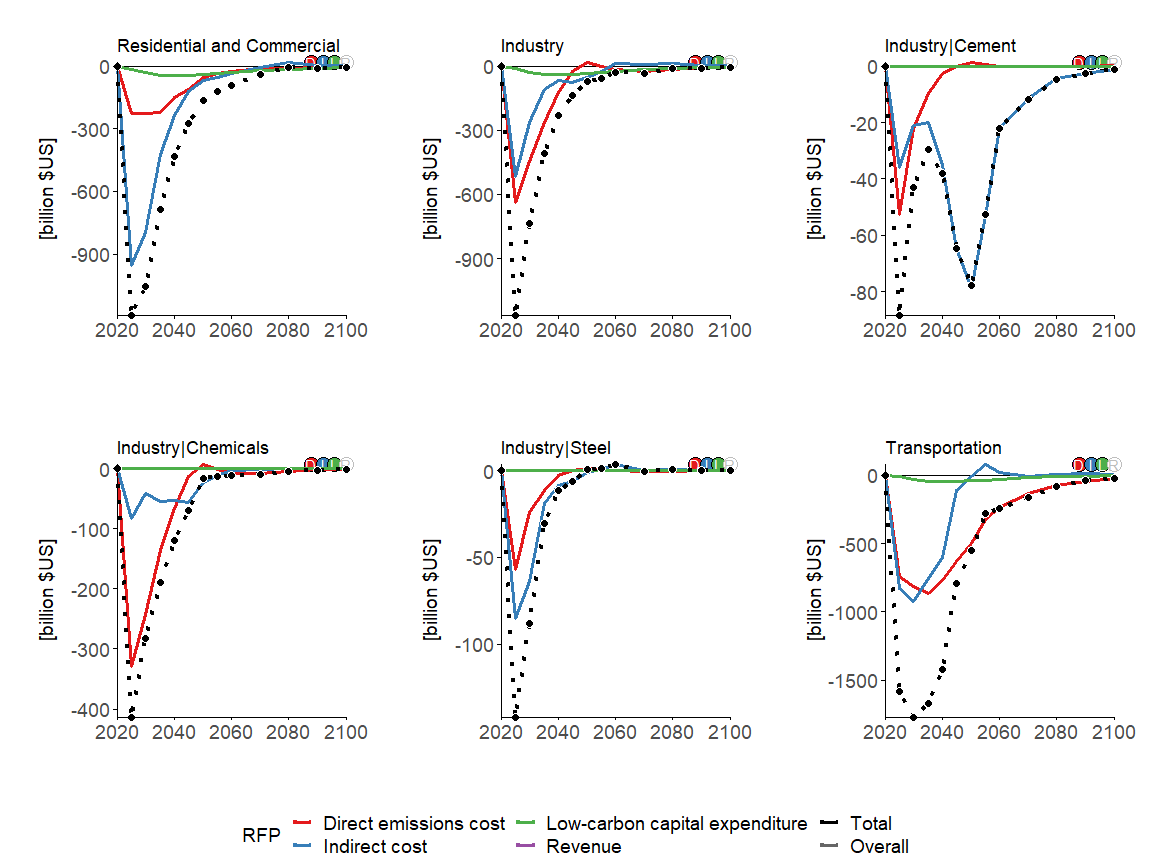 Residential and Commercial
0
-300
-600
-900
[billion $US]
2020 2040 2060 2080 2100
Industry
0
-300
-600
-900
[billion $US]
2020 2040 2060 2080 2100
Industry|Cement
0
-20
-40
-60
-80
[billion $US]
2020 2040 2060 2080 2100
Industry|Chemicals
0
-100
-200
-300
-400
[billion $US]
2020 2040 2060 2080 2100
Industry|Steel
0
-50
-100
[billion $US]
2020 2040 2060 2080 2100
Transportation
0
-500
-1000
-1500
[billion $US]
2020 2040 2060 2080 2100
RFP
Direct emissions cost Low-carbon capital expenditure Total
Indirect cost Revenue Overall